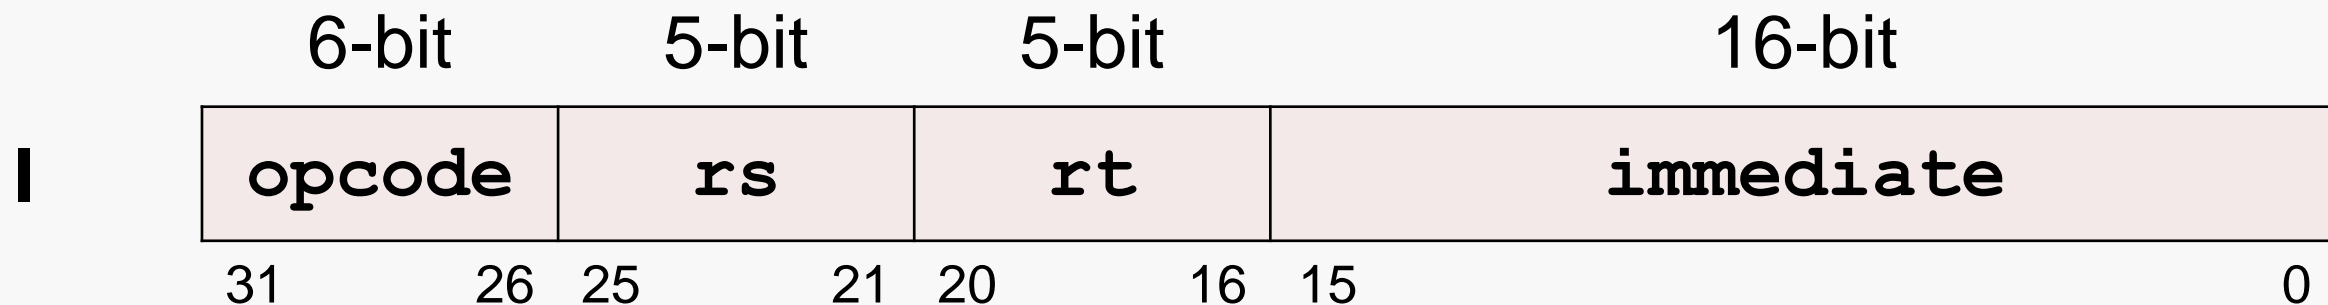 6-bit 5-bit 5-bit 16-bit
I opcode rs rt immediate
31 26 25 21 20 16 15 0